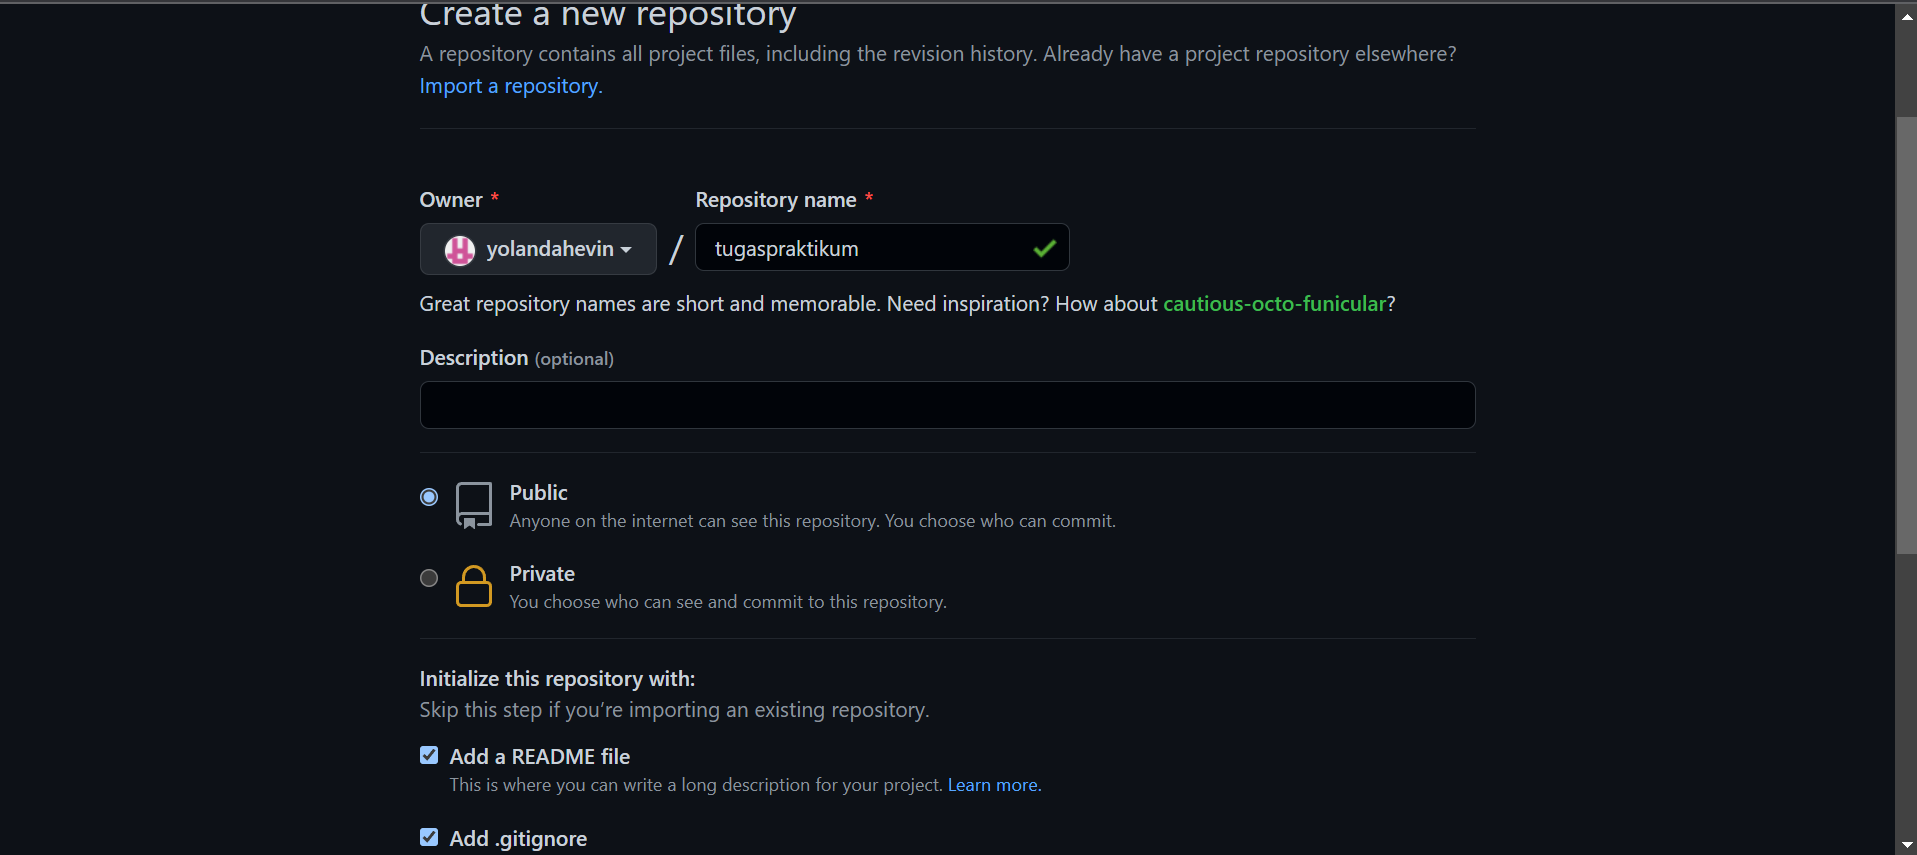 Create a new repository
A repository contains all project files, including the revision history. Already have a project repository elsewhere?
Import a repository.
Owner *
Repository name *
yolandahevin
/
tugaspraktikum
Great repository names are short and memorable. Need inspiration? How about cautious-octo-funicular?
Description (optional)
Public
Anyone on the internet can see this repository. You choose who can commit.
Private
You choose who can see and commit to this repository.
Initialize this repository with:
Skip this step if you’re importing an existing repository.
Add a README file
This is where you can write a long description for your project. Learn more.
Add .gitignore